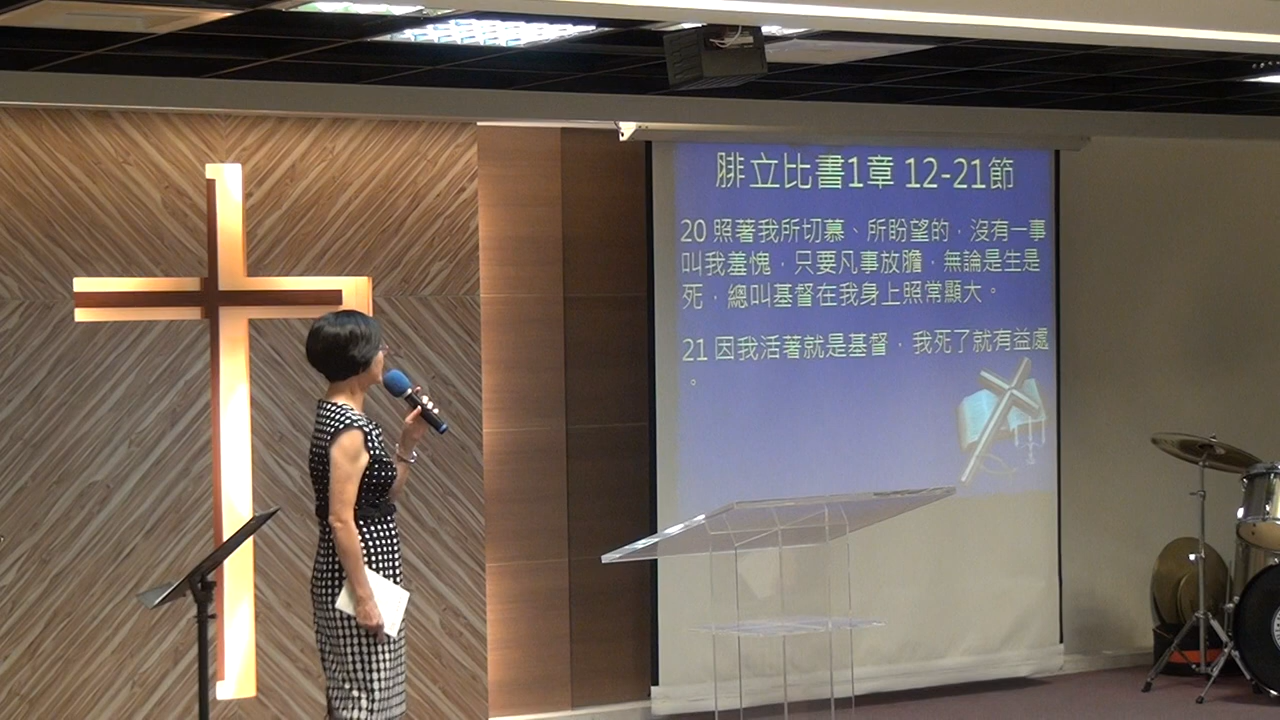 腓立比書1章 12-21節
20 照著我所切慕、所盼望的，沒有一事
叫我羞愧，只要凡事放膽，無論是生是
死，總叫基督在我身上照常顯大。
21 因我活著就是基督，我死了就有益處
。